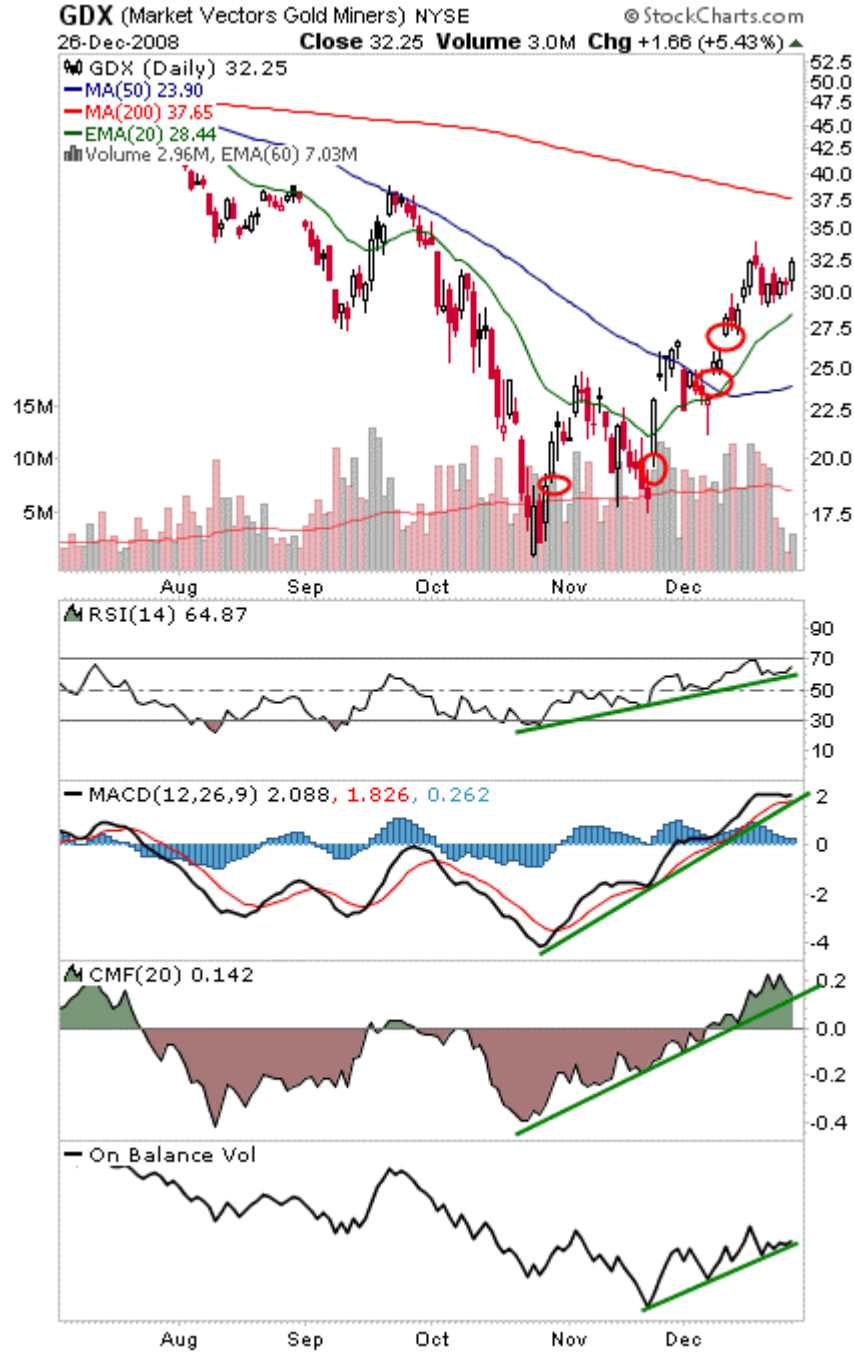 GDX (Market Vectors Gold Miners) NYSE © StockCharts.com
26-Dec-2008 Close 32.25 Volume 3.0M Chg +1.66 (+5.43%)
GDX (Daily) 32.25
MA(50) 23.90
MA(200) 37.65
EMA(20) 28.44
Volume 2.96M, EMA(60) 7.03M
52.5
50.0
47.5
45.0
42.5
40.0
37.5
35.0
32.5
30.0
27.5
25.0
22.5
20.0
17.5
15M
10M
5M
Aug Sep Oct Nov Dec
RSI(14) 64.87
90
70
50
30
10
MACD(12,26,9) 2.088, 1.826, 0.262
2
0
-2
-4
CMF(20) 0.142
0.2
0.0
-0.2
-0.4
On Balance Vol
Aug Sep Oct Nov Dec